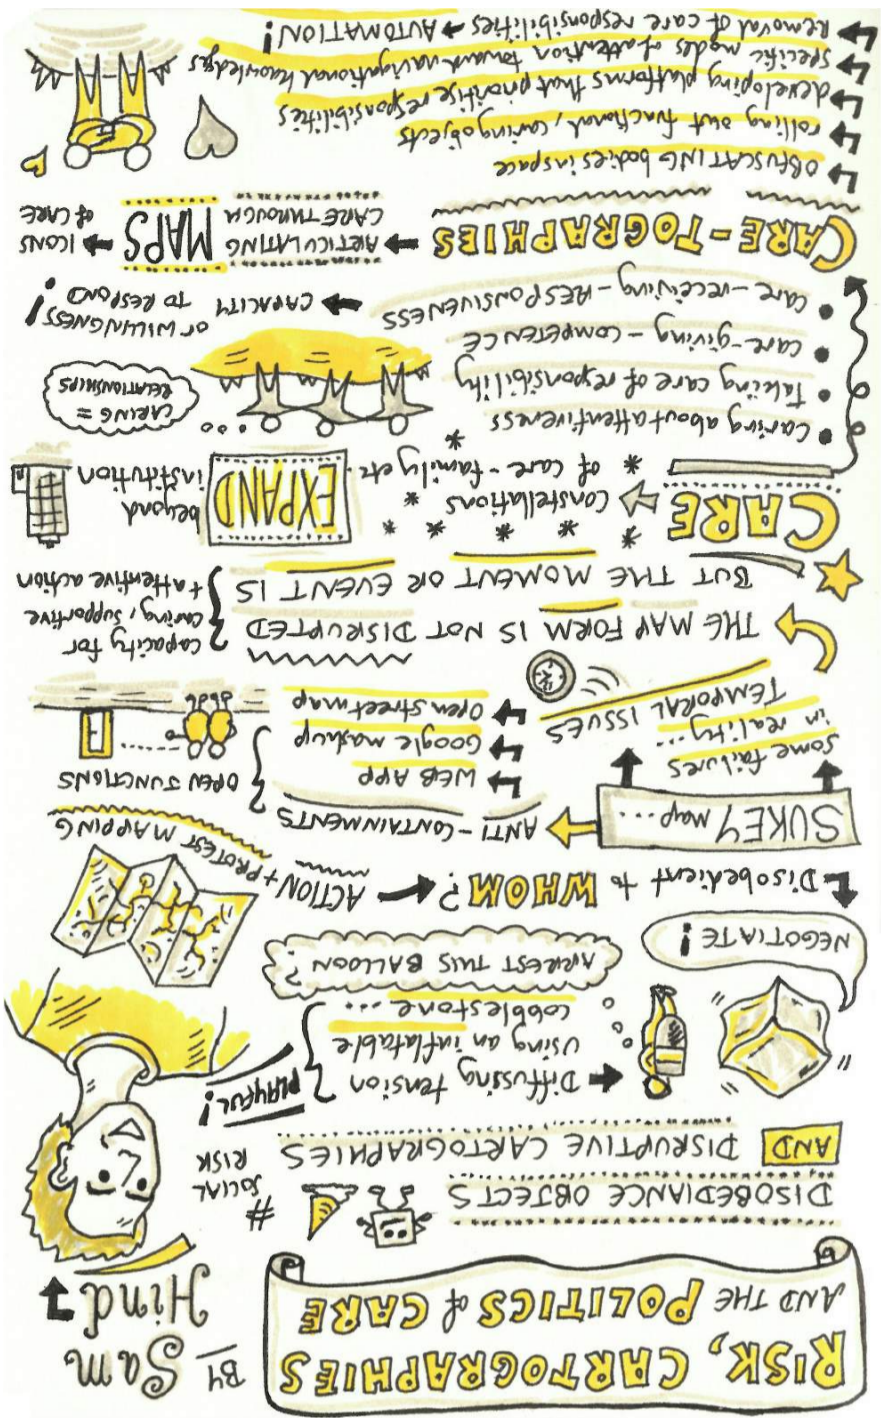 RISK, CARTOGRAPHIES
AND THE POLITICS of CARE
BY Sam
Hind
DISOBEDIANCE OBJECTS
AND DISRUPTIVE CARTOGRAPHIES
# SOCIAL
RISK
Diffusing tension
using an inflatable
cobblestone...
PLAYFUL!
ARREST THIS BALLOON?
NEGOTIATE!
Disobedient to WHOM?
ACTION + PROTEST MAPPING
SUKEY map...
ANTI-CONTAINMENTS
WEB APP
Google mashup
Open street map
OPEN JUNCTIONS
some failures
in reality...
TEMPORAL ISSUES
THE MAP FORM IS NOT DISRUPTED
BUT THE MOMENT OR EVENT IS
capacity for
caring, supportive
+ attentive action
CARE
Constellations
of care - family etc.
EXPAND
beyond
institution
caring about attentiveness
taking care of responsibility
care-giving - COMPETENCE
care-receiving - RESPONSIVENESS
CAPACITY TO RESPOND
or WILLINGNESS!
CARING =
RELATIONSHIPS
CARE-TOGRAPHIES
ARTICULATING
CARE THROUGH
MAPS
ICONS
of CARE
OBFUSCATING bodies in space
rolling out functional, caring objects
developing platforms that prioritise responsibilities
specific modes of attention toward navigational knowledges
removal of care responsibilities → AUTOMATION!